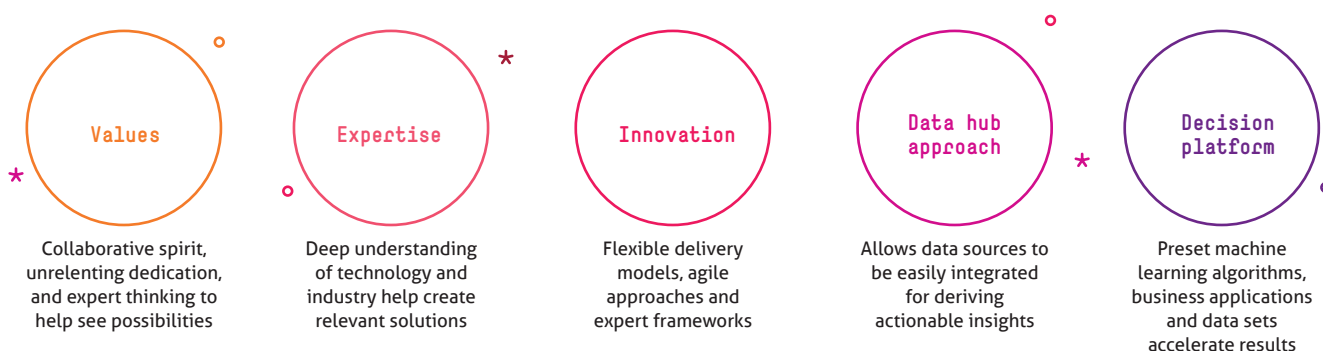 Values
Collaborative spirit,
unrelenting dedication,
and expert thinking to
help see possibilities
Expertise
Deep understanding
of technology and
industry help create
relevant solutions
Innovation
Flexible delivery
models, agile
approaches and
expert frameworks
Data hub
approach
Allows data sources to
be easily integrated
for deriving
actionable insights
Decision
platform
Preset machine
learning algorithms,
business applications
and data sets
accelerate results